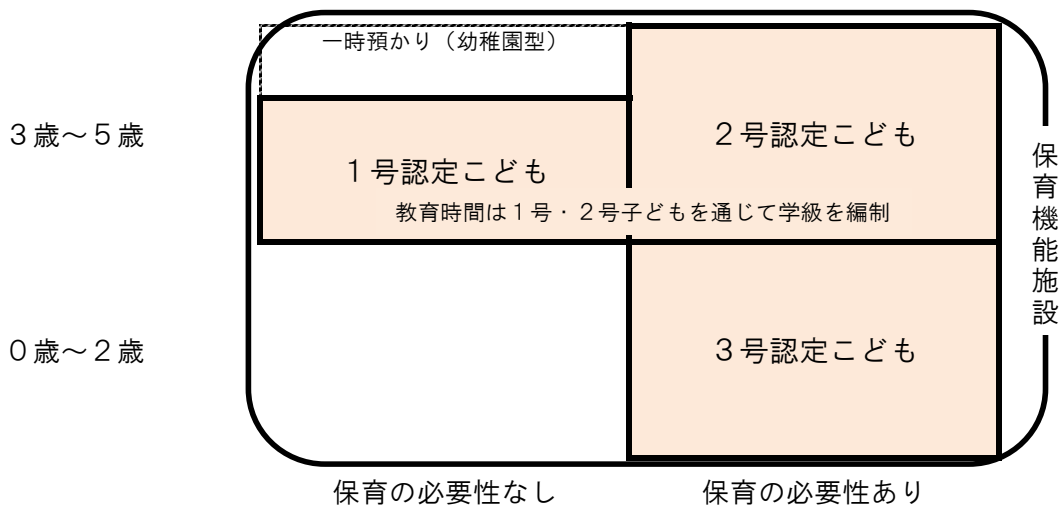 一時預かり（幼稚園型）
３歳～５歳
２号認定こども
１号認定こども
教育時間は１号・２号子どもを通じて学級を編制
保育機能施設
０歳～２歳
３号認定こども
保育の必要性なし
保育の必要性あり